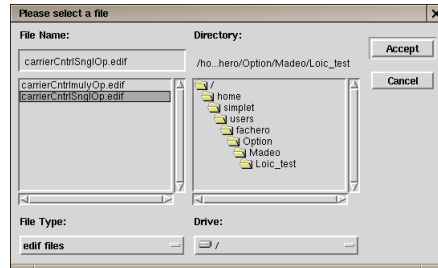 Please select a file
File Name:
Directory:
carrierCntrlSnglOp.edif
/ho...hero/Option/Madeo/Loic_test
Accept
Cancel
carrierCntrlmulyOp.edif
carrierCntrlSnglOp.edif
/
home
simplet
users
fachero
Option
Madeo
Loic_test
File Type:
Drive:
edif files
/